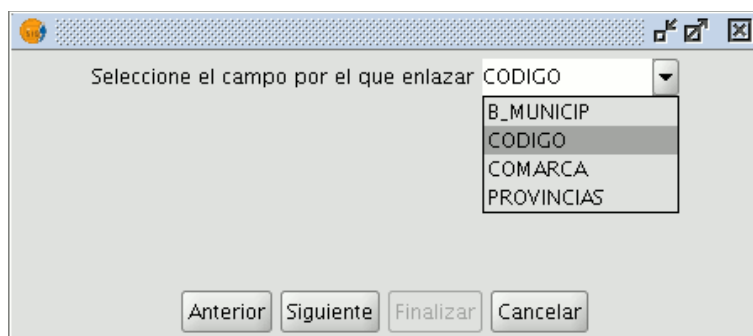 Seleccione el campo por el que enlazar CODIGO
B_MUNICIP
CODIGO
COMARCA
PROVINCIAS
Anterior Siguiente Finalizar Cancelar